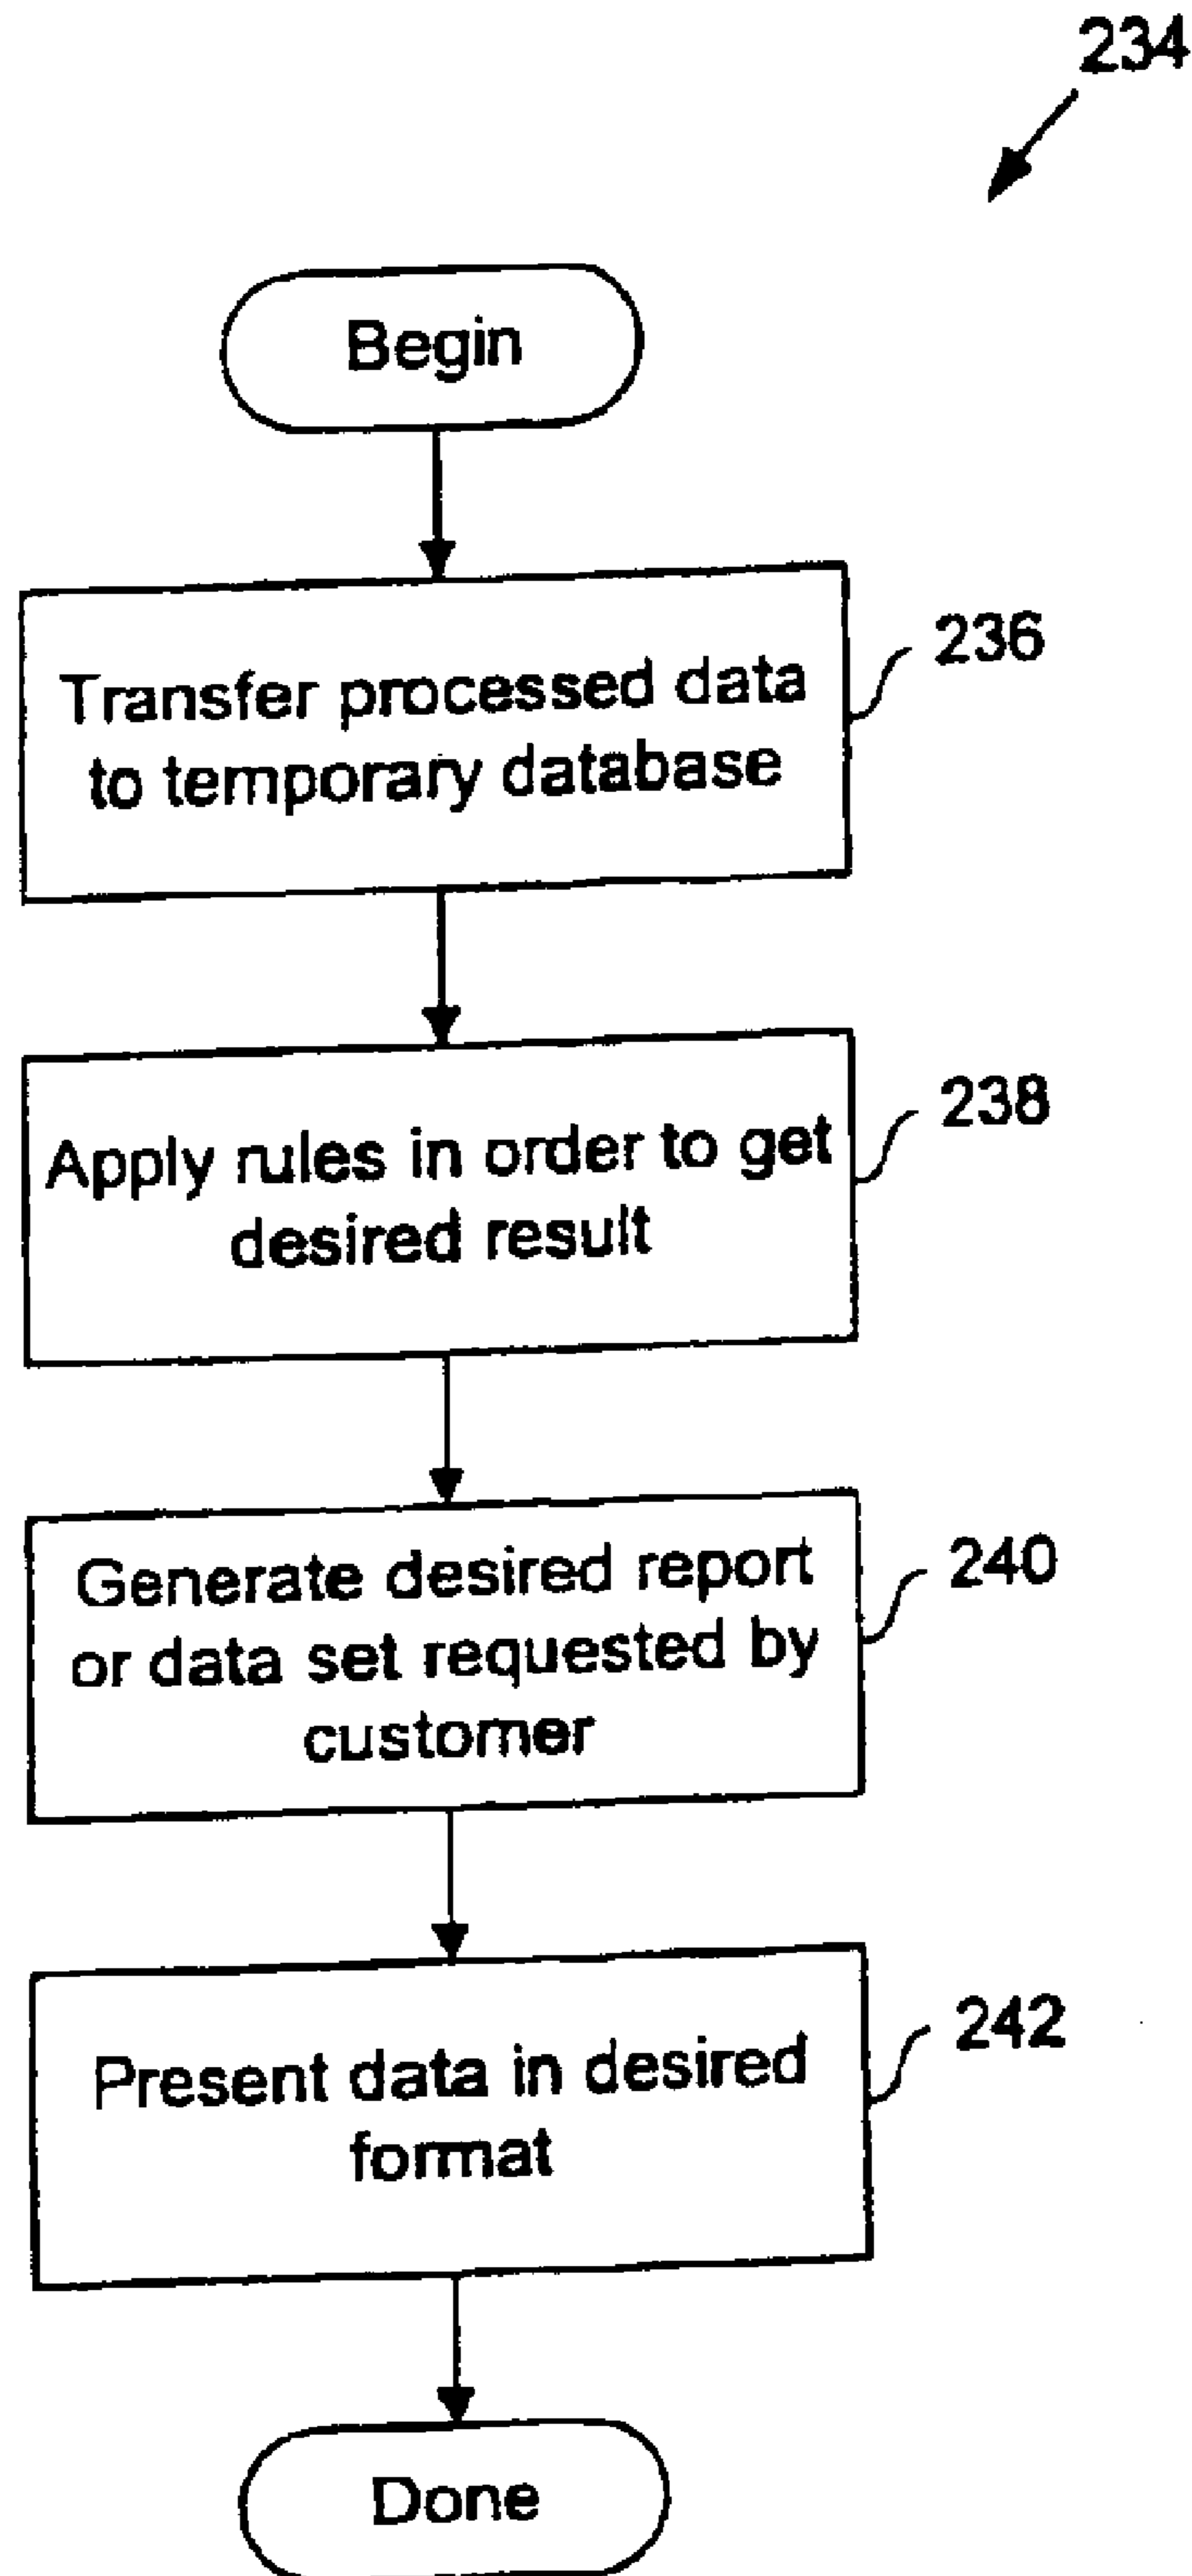 234
Begin
Transfer processed data
to temporary database
236
Apply rules in order to get
desired result
238
Generate desired report
or data set requested by
customer
240
Present data in desired
format
242
Done